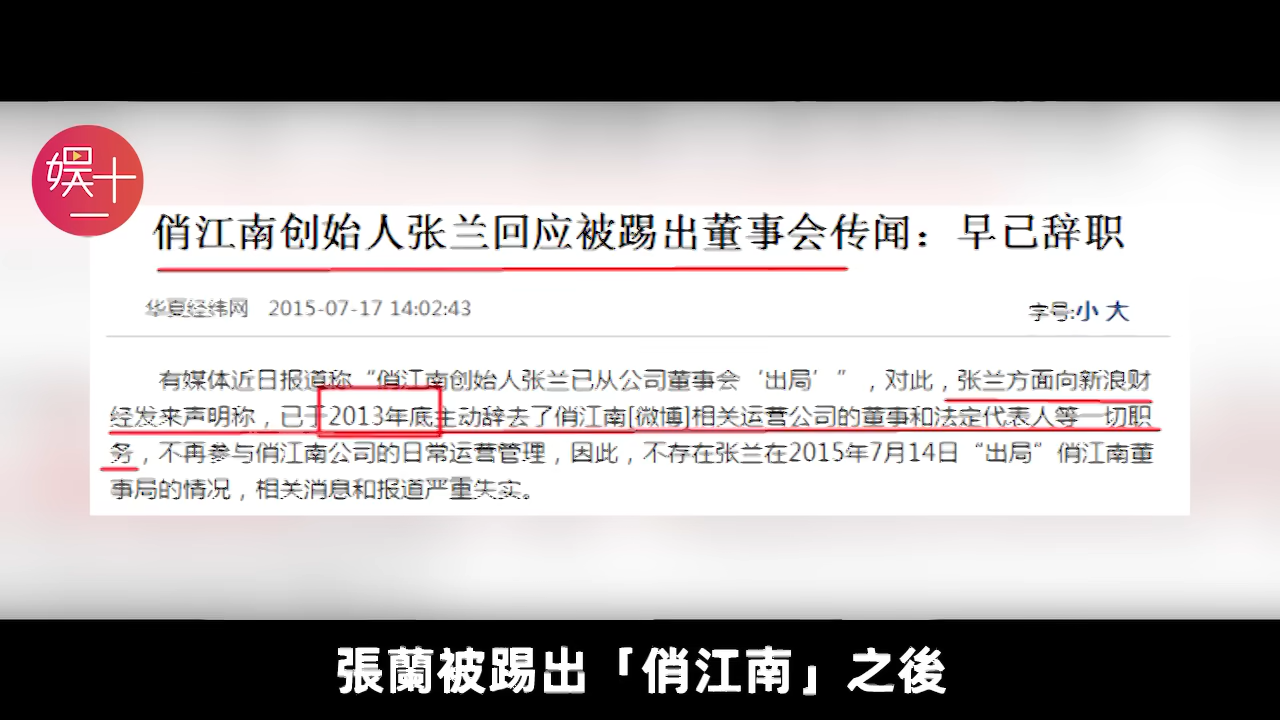 娱十一
俏江南创始人张兰回应被踢出董事会传闻：早已辞职
华夏经纬网 2015-07-17 14:02:43 字号:小 大
有媒体近日报道称“俏江南创始人张兰已从公司董事会‘出局’”，对此，张兰方面向新浪财
经发来声明称，已于2013年底主动辞去了俏江南[微博]相关运营公司的董事和法定代表人等一切职
务，不再参与俏江南公司的日常运营管理，因此，不存在张兰在2015年7月14日“出局”俏江南董
事局的情况，相关消息和报道严重失实。
張蘭被踢出「俏江南」之後